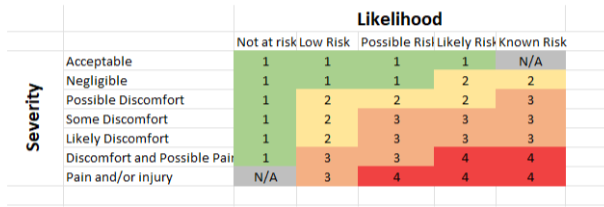 Likelihood
Not at risk Low Risk Possible Risl Likely Risk Known Risk
Severity
Acceptable 1 1 1 1 N/A
Negligible 1 1 1 2 2
Possible Discomfort 1 2 2 2 3
Some Discomfort 1 2 3 3 3
Likely Discomfort 1 2 3 3 3
Discomfort and Possible Pair 1 3 3 4 4
Pain and/or injury N/A 3 4 4 4